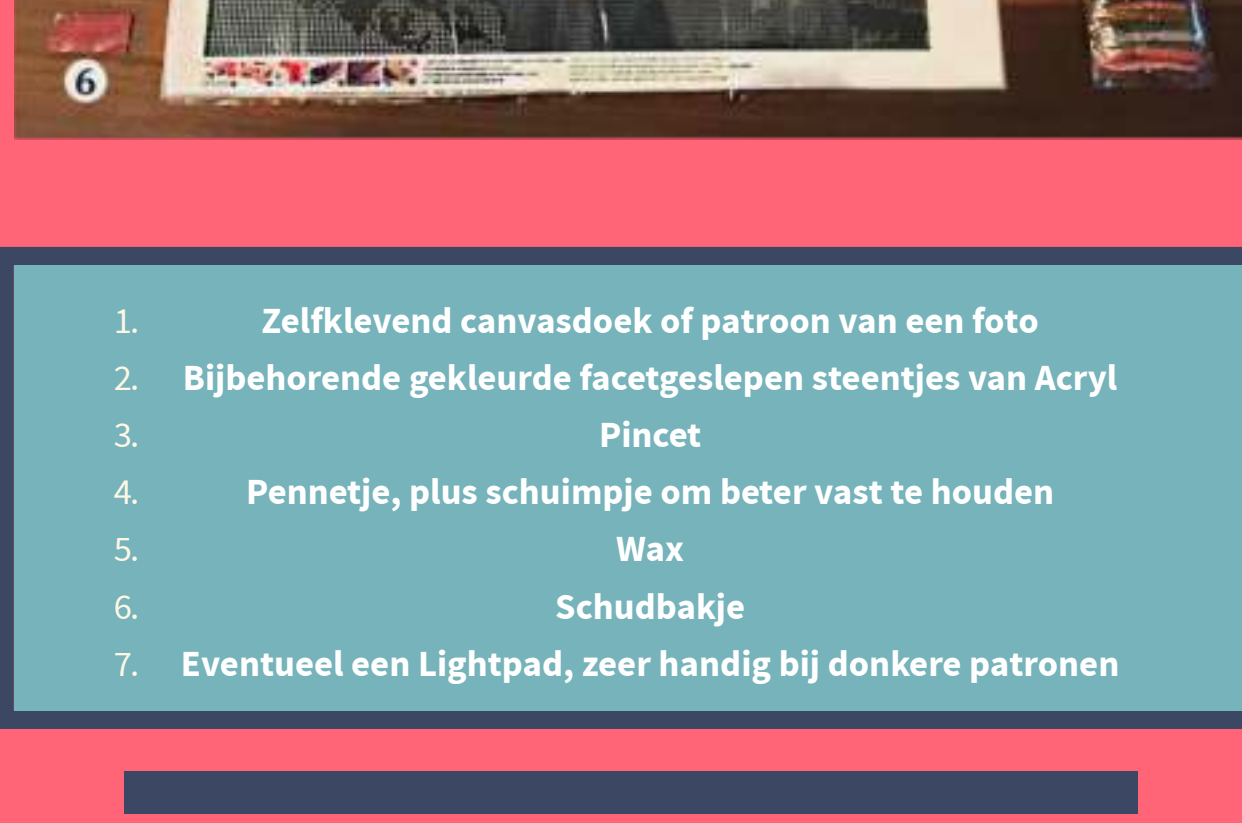 6
1. Zelfklevend canvasdoek of patroon van een foto
2. Bijbehorende gekleurde facetgeslepen steentjes van Acryl
3. Pincet
4. Pennetje, plus schuimpje om beter vast te houden
5. Wax
6. Schudbakje
7. Eventueel een Lightpad, zeer handig bij donkere patronen